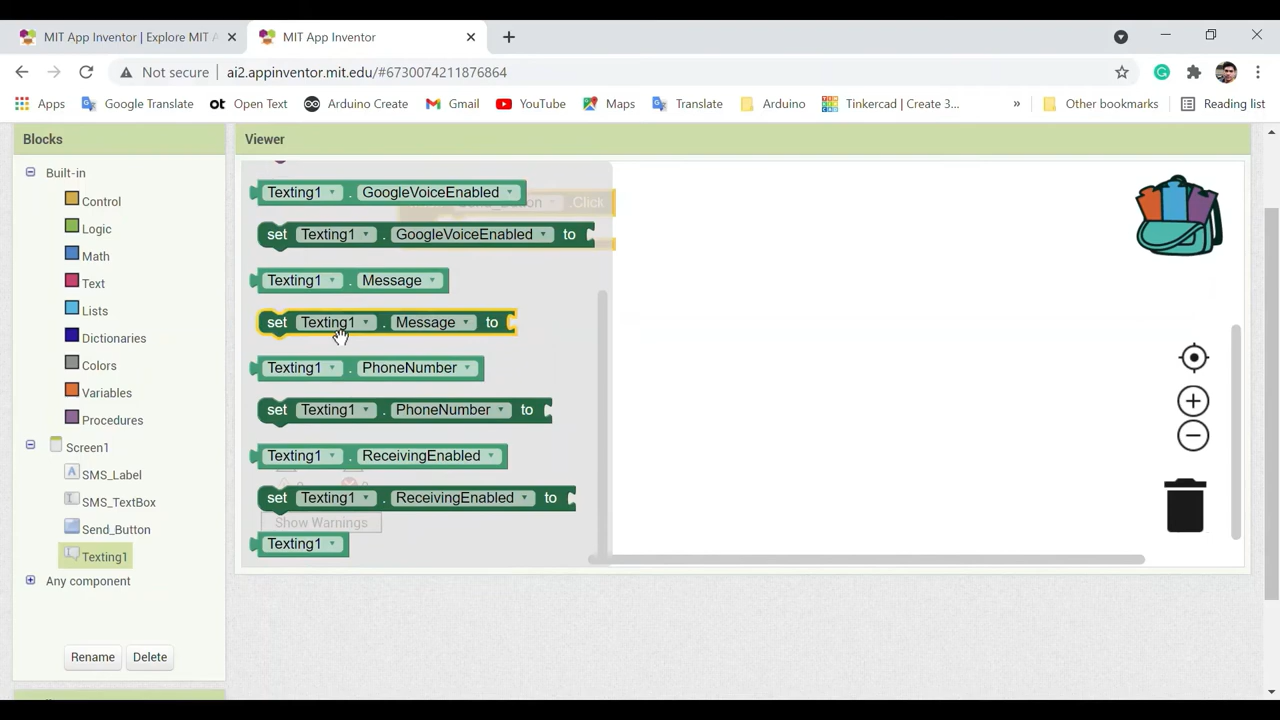 MIT App Inventor | Explore MIT A
MIT App Inventor
Not secure ai2.appinventor.mit.edu/#6730074211876864
Apps Google Translate Open Text Arduino Create Gmail YouTube Maps Translate Arduino Tinkercad | Create 3... » Other bookmarks Reading list
Blocks
Built-in
Control
Logic
Math
Text
Lists
Dictionaries
Colors
Variables
Procedures
Screen1
SMS_Label
SMS_TextBox
Send_Button
Texting1
Any component
Rename Delete
Viewer
Texting1 . GoogleVoiceEnabled
Send_Button .Click
set Texting1 . GoogleVoiceEnabled to
Texting1 . Message
set Texting1 . Message to
Texting1 . PhoneNumber
set Texting1 . PhoneNumber to
Texting1 . ReceivingEnabled
set Texting1 . ReceivingEnabled to
Show Warnings
Texting1